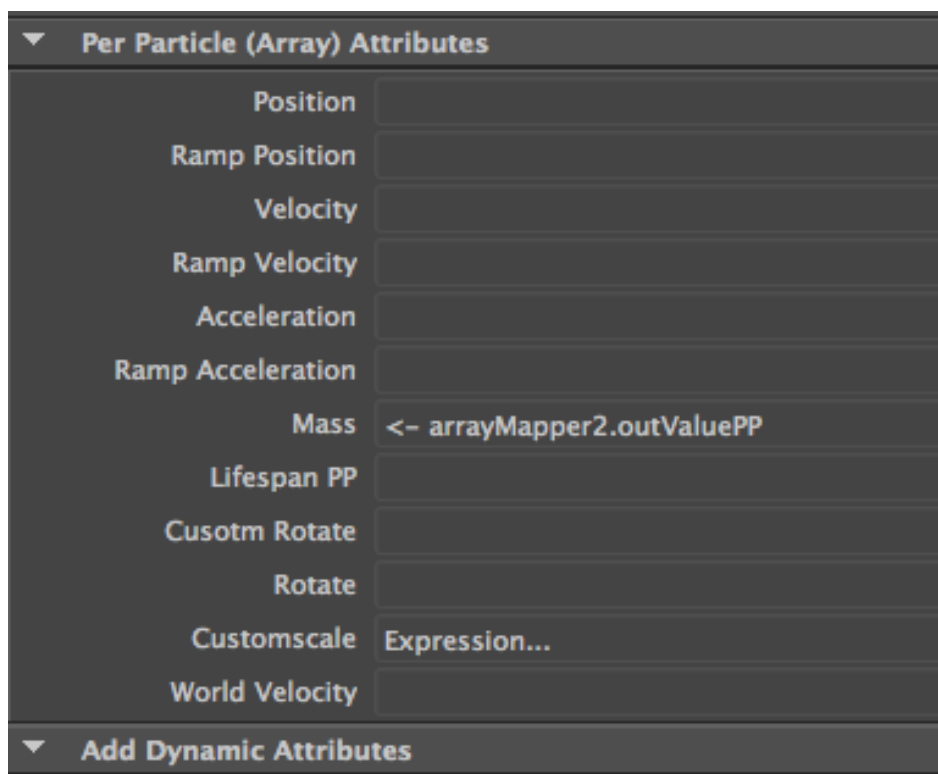 Per Particle (Array) Attributes
Position
Ramp Position
Velocity
Ramp Velocity
Acceleration
Ramp Acceleration
Mass <- arrayMapper2.outValuePP
Lifespan PP
Cusotm Rotate
Rotate
Customscale Expression...
World Velocity
Add Dynamic Attributes